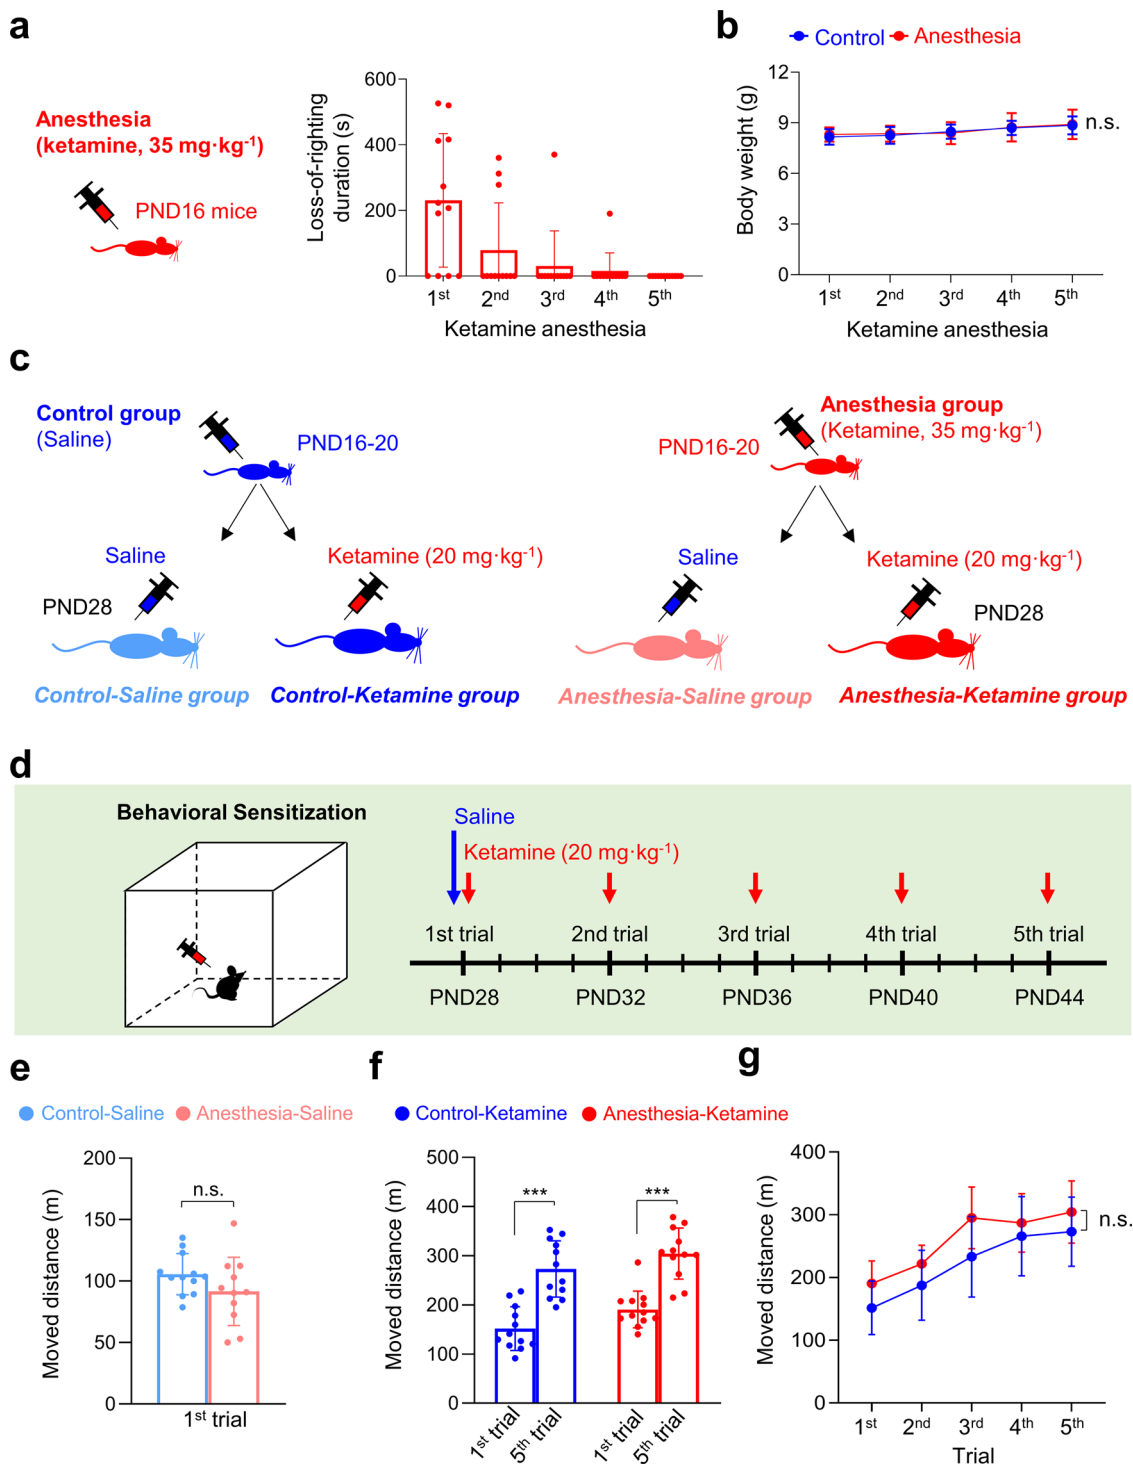 a
Anesthesia
(ketamine, 35 mg·kg⁻¹)
PND16 mice
Loss-of-righting
duration (s)
600
400
200
0
1st 2nd 3rd 4th 5th
Ketamine anesthesia
b
Control Anesthesia
Body weight (g)
12
9
6
3
0
n.s.
1st 2nd 3rd 4th 5th
Ketamine anesthesia
c
Control group
(Saline)
PND16-20
Saline
Ketamine (20 mg·kg⁻¹)
PND28
Control-Saline group
Control-Ketamine group
Anesthesia group
(Ketamine, 35 mg·kg⁻¹)
PND16-20
Saline
Ketamine (20 mg·kg⁻¹)
PND28
Anesthesia-Saline group
Anesthesia-Ketamine group
d
Behavioral Sensitization
Saline
Ketamine (20 mg·kg⁻¹)
1st trial 2nd trial 3rd trial 4th trial 5th trial
PND28 PND32 PND36 PND40 PND44
e
Control-Saline Anesthesia-Saline
Moved distance (m)
200
150
100
50
0
n.s.
1st trial
f
Control-Ketamine Anesthesia-Ketamine
Moved distance (m)
500
400
300
200
100
0
*** ***
1st trial 5th trial 1st trial 5th trial
g
Moved distance (m)
400
300
200
100
0
n.s.
1st 2nd 3rd 4th 5th
Trial